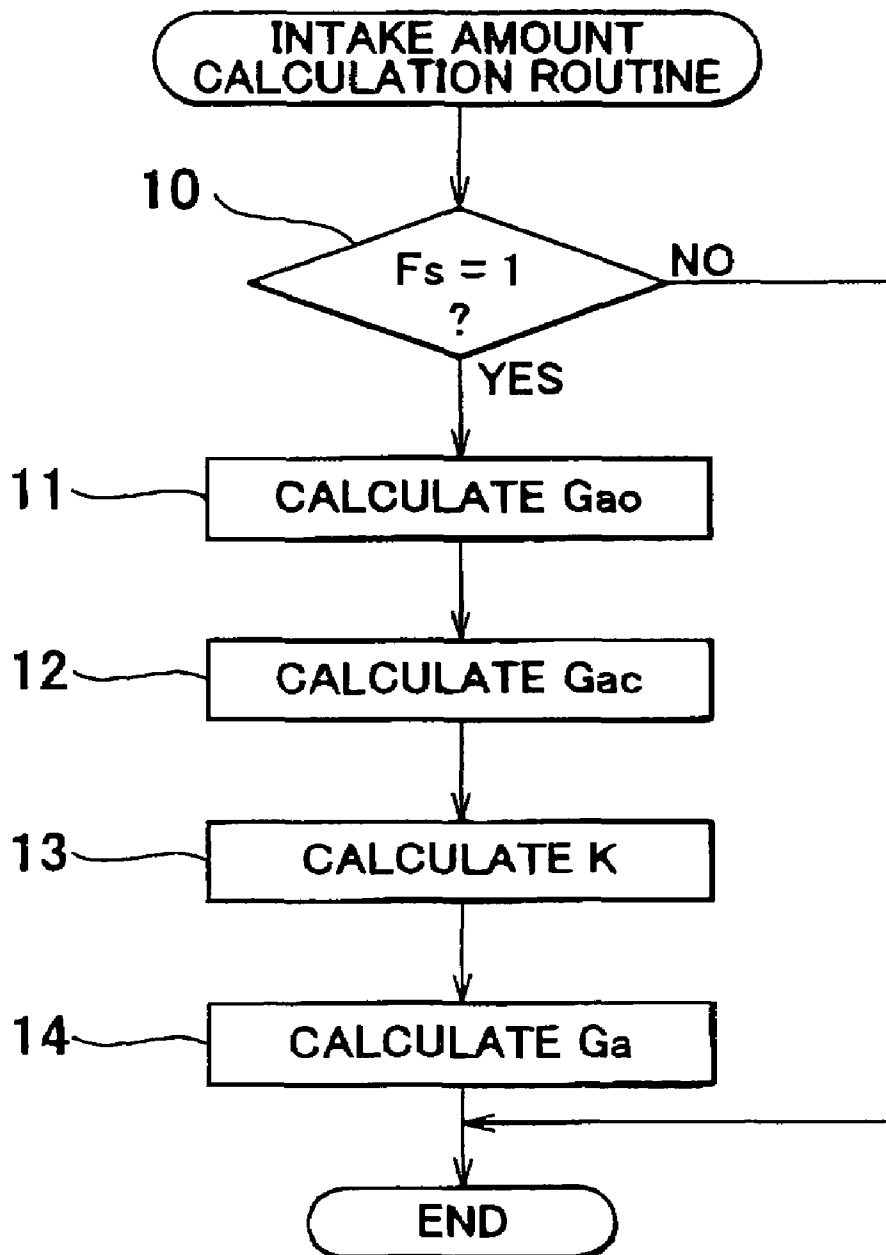 INTAKE AMOUNT
CALCULATION ROUTINE
10
Fs = 1
?
NO
YES
11
CALCULATE Gao
12
CALCULATE Gac
13
CALCULATE K
14
CALCULATE Ga
END